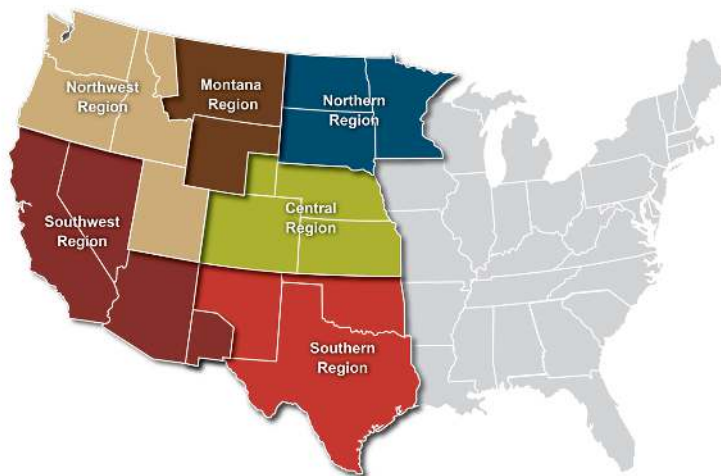 Northwest
Region
Montana
Region
Northern
Region
Southwest
Region
Central
Region
Southern
Region